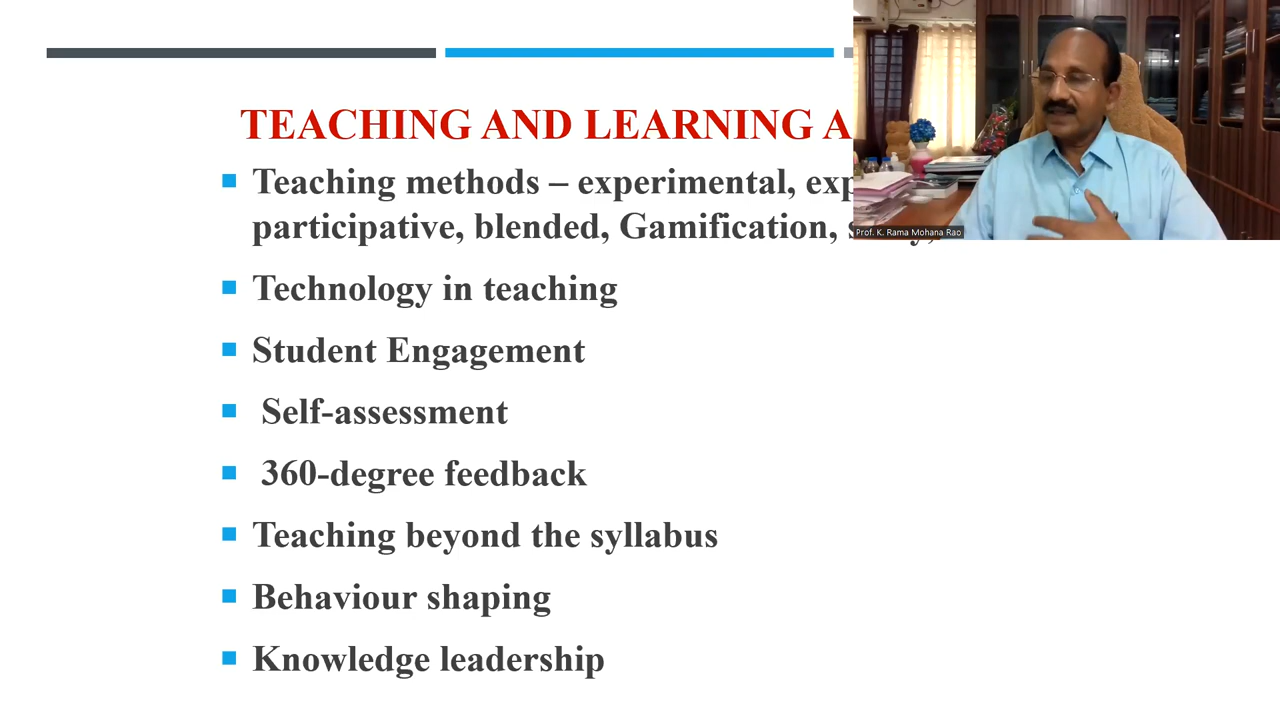 TEACHING AND LEARNING A
Teaching methods – experimental, exp
participative, blended, Gamification,
Technology in teaching
Student Engagement
Self-assessment
360-degree feedback
Teaching beyond the syllabus
Behaviour shaping
Knowledge leadership
Prof. K. Rama Mohana Rao